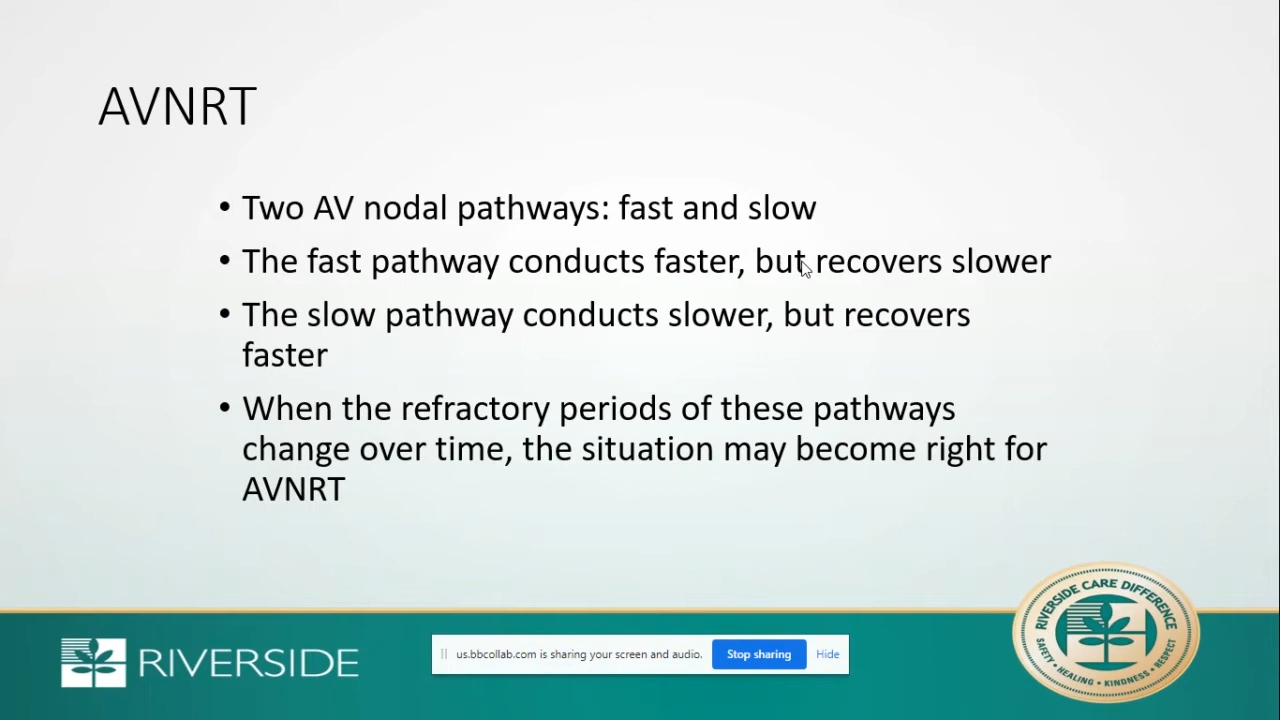 AVNRT
• Two AV nodal pathways: fast and slow
• The fast pathway conducts faster, but recovers slower
• The slow pathway conducts slower, but recovers
faster
• When the refractory periods of these pathways
change over time, the situation may become right for
AVNRT
RIVERSIDE
us.bbcollab.com is sharing your screen and audio.
Stop sharing
Hide
RIVERSIDE CARE DIFFERENCE
SAFETY • HEALING • KINDNESS • RESPECT